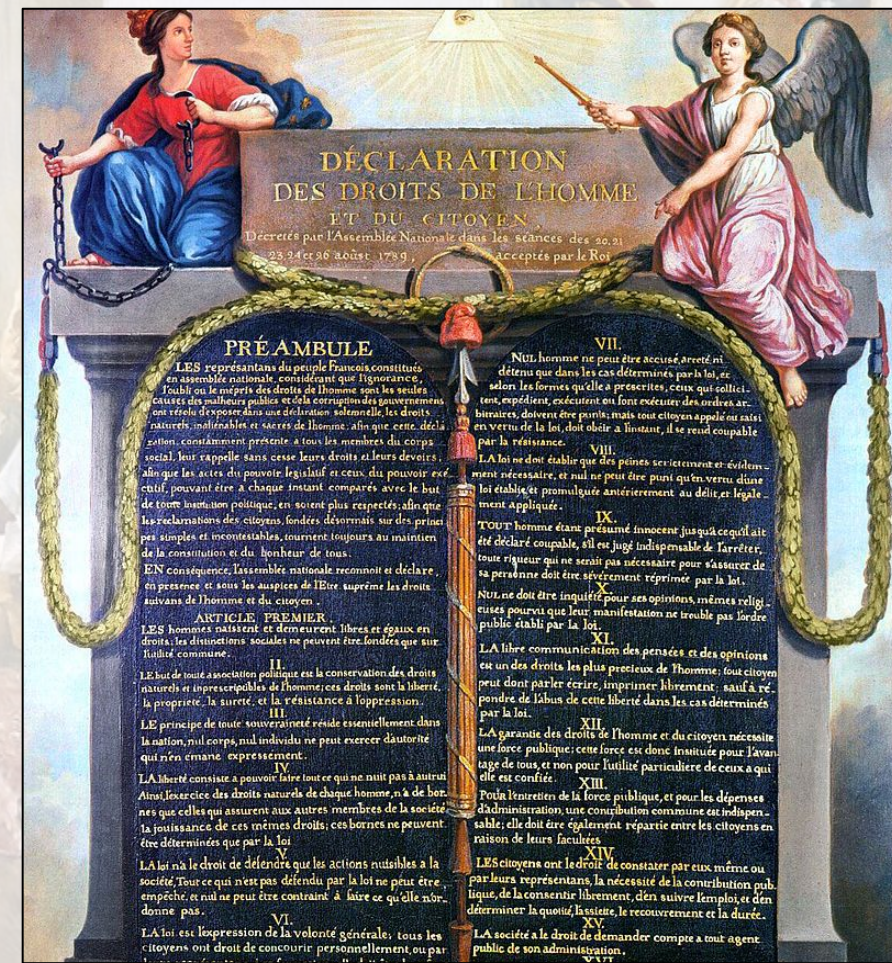 DÉCLARATION
DES DROITS DE L'HOMME
ET DU CITOYEN
Décretés par l'Assemblée Nationale dans les séances des 20, 21
23, 24 et 26 août 1789, acceptés par le Roi
PRÉAMBULE
LES représantans du peuple Francois, constitués
en assemblée nationale, considérant que l'ignorance,
l'oubli ou le mépris des droits de l'homme sont les seules
causes des malheurs publics et de la corruption des gouvernements
ont résolu d'exposer dans une déclaration solemnelle, les droits
naturels, inaliénables et sacrés de l'homme; afin que cette décla
ration, constamment présente a tous les membres du corps
social, leur rappelle sans cesse leurs droits et leurs devoirs,
afin que les actes du pouvoir legislatif et ceux du pouvoir exé
cutif, pouvant être a chaque instant comparés avec le but
de toute institution politique, en soient plus respectés; afin que
les reclamations des citoyens, fondées désormais sur des princi
pes simples et incontestables, tournent toujours au maintien
de la constitution et du bonheur de tous.
EN conséquence, l'assemblée nationale reconnoit et déclare,
en presence et sous les auspices de l'Etre suprême les droits
suivans de l'homme et du citoyen.
ARTICLE PREMIER.
LES hommes naissent et demeurent libres et égaux en
droits; les distinctions sociales ne peuvent être fondées que sur
l'utilité commune.
II.
LE but de toute association politique est la conservation des droits
naturels et inprescriptibles de l'homme; ces droits sont la liberté,
la propriete, la sureté, et la résistance à l'oppression.
III.
LE principe de toute souveraineté réside essentiellement dans
la nation, nul corps, nul individu ne peut exercer d'autorité
qui n'en émane expressement.
IV.
LA liberté consiste a pouvoir faire tout ce qui ne nuit pas à autrui
Ainsi, l'exercice des droits naturels de chaque homme, n'a de bor-
nes que celles qui assurent aux autres membres de la société
la jouissance de ces mêmes droits; ces bornes ne peuvent
être déterminées que par la loi
V.
LA loi n'a le droit de défendre que les actions nuisibles a la
société, Tout ce qui n'est pas défendu par la loi ne peut être
empêché, et nul ne peut être contraint à faire ce qu'elle n'or-
donne pas.
VI.
LA loi est l'expression de la volonté générale; tous les
citoyens ont droit de concourir personnellement, ou par
VII.
NUL homme ne peut être accusé, arreté, ni
détenu que dans les cas déterminés par la loi, et
selon les formes qu'elle a prescrites, ceux qui sollici-
tent, expédient, exécutent ou font exécuter des ordres ar-
bitraires, doivent être punis; mais tout citoyen appelé ou saisi
en vertu de la loi, doit obéir a l'instant, il se rend coupable
par la résistance.
VIII.
LA loi ne doit établir que des peines strictement et évidem-
ment nécessaire, et nul ne peut être puni qu'en vertu d'une
loi établie, et promulguée antérierement au délit, et légale-
ment appliquée.
IX.
TOUT homme étant présumé innocent jusqu'a ce qu'il ait
été déclaré coupable, s'il est jugé indispensable de l'arrêter,
toute rigueur qui ne serait pas nécessaire pour s'assurer de
sa personne doit être sévèrement réprimée par la loi.
X.
NUL ne doit être inquiété pour ses opinions, mêmes religi-
euses pourvu que leur manifestation ne trouble pas l'ordre
public établi par la loi.
XI.
LA libre communication des pensées et des opinions
est un des droits les plus precieux de l'homme; tout citoyen
peut dont parler écrire, imprimer librement; sauf à ré-
pondre de l'abus de cette liberté dans les cas déterminés
par la loi.
XII.
LA garantie des droits de l'homme et du citoyen nécessite
une force publique; cette force est donc instituée pour l'avan-
tage de tous, et non pour l'utilité particuliere de ceux a qui
elle est confiée.
XIII.
Pour l'entretien de la force publique, et pour les dépenses
d'administration, une contribution commune est indispen-
sable; elle doit être également répartie entre les citoyens en
raison de leurs facultées
XIV.
LES citoyens ont le droit de constater par eux même ou
par leurs représentans, la nécessité de la contribution pub-
lique, de la consentir librement, d'en suivre l'emploi, et d'en
déterminer la quotité, l'assiette, le recouvrement et la durée.
XV.
LA société a le droit de demander compte a tout agent
public de son administration.